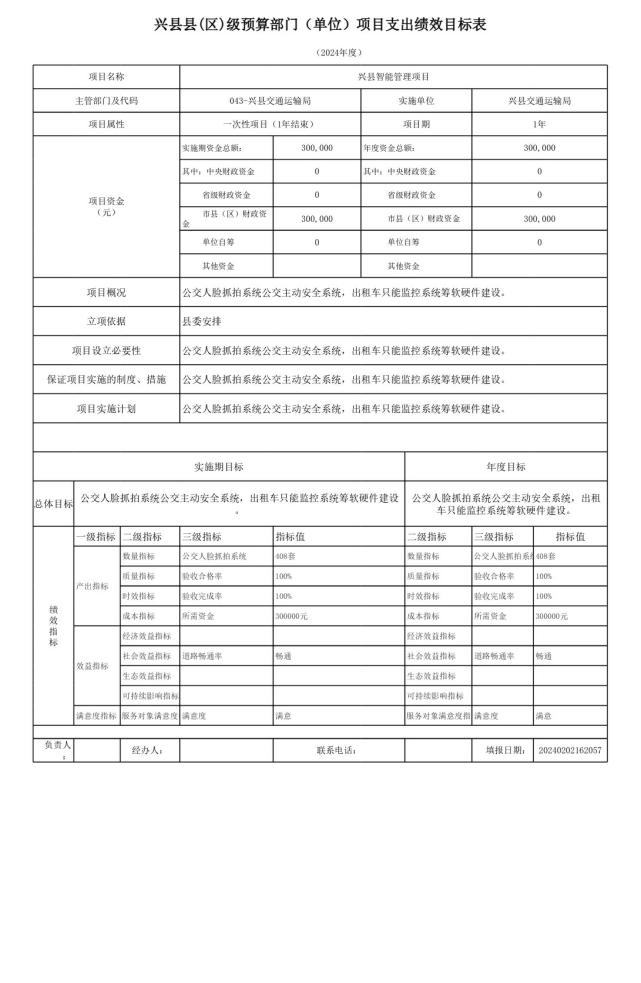 兴县县(区)级预算部门（单位）项目支出绩效目标表
（2024年度）
项目名称 兴县智能管理项目
主管部门及代码 043-兴县交通运输局 实施单位 兴县交通运输局
项目属性 一次性项目（1年结束） 项目期 1年
项目资金
（元）
实施期资金总额： 300,000 年度资金总额： 300,000
其中：中央财政资金 0 其中：中央财政资金 0
省级财政资金 0 省级财政资金 0
市县（区）财政资
金 300,000 市县（区）财政资金 300,000
单位自筹 0 单位自筹 0
其他资金 其他资金
项目概况 公交人脸抓拍系统公交主动安全系统，出租车只能监控系统筹软硬件建设。
立项依据 县委安排
项目设立必要性 公交人脸抓拍系统公交主动安全系统，出租车只能监控系统筹软硬件建设。
保证项目实施的制度、措施 公交人脸抓拍系统公交主动安全系统，出租车只能监控系统筹软硬件建设。
项目实施计划 公交人脸抓拍系统公交主动安全系统，出租车只能监控系统筹软硬件建设。
实施期目标 年度目标
总体目标
公交人脸抓拍系统公交主动安全系统，出租车只能监控系统筹软硬件建设
。
公交人脸抓拍系统公交主动安全系统，出租
车只能监控系统筹软硬件建设。
绩效指标
一级指标 二级指标 三级指标 指标值 二级指标 三级指标 指标值
产出指标
数量指标 公交人脸抓拍系统 408套 数量指标 公交人脸抓拍系 408套
质量指标 验收合格率 100% 质量指标 验收合格率 100%
时效指标 验收完成率 100% 时效指标 验收完成率 100%
成本指标 所需资金 300000元 成本指标 所需资金 300000元
效益指标
经济效益指标 经济效益指标
社会效益指标 道路畅通率 畅通 社会效益指标 道路畅通率 畅通
生态效益指标 生态效益指标
可持续影响指标 可持续影响指标
满意度指标 服务对象满意度 满意度 满意 服务对象满意度指 满意度 满意
负责人
： 经办人： 联系电话： 填报日期： 20240202162057